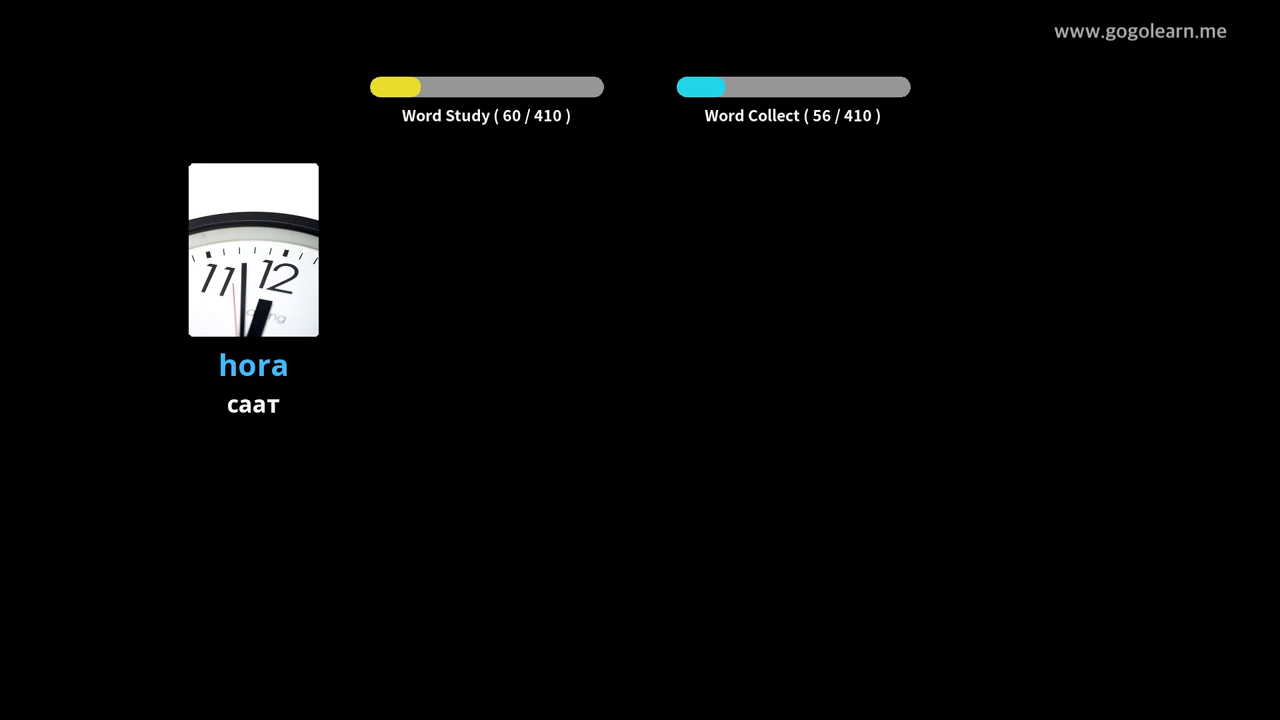 www.gogolearn.me
Word Study ( 60 / 410 )
Word Collect ( 56 / 410 )
11 12
hora
саат